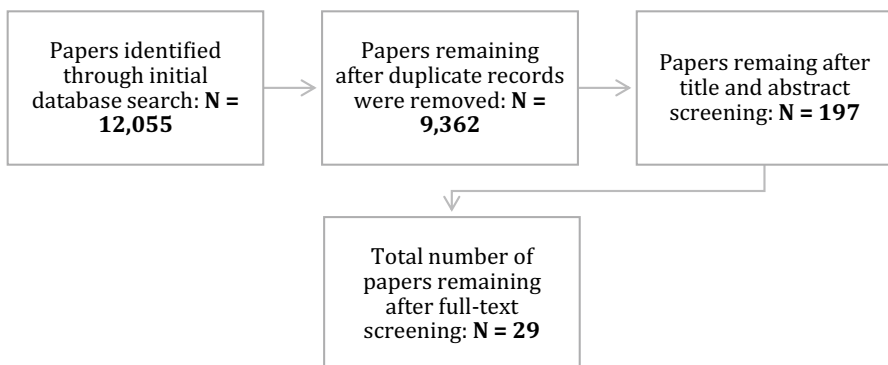 Papers identified
through initial
database search: N =
12,055
Papers remaining
after duplicate records
were removed: N =
9,362
Papers remaing after
title and abstract
screening: N = 197
Total number of
papers remaining
after full-text
screening: N = 29